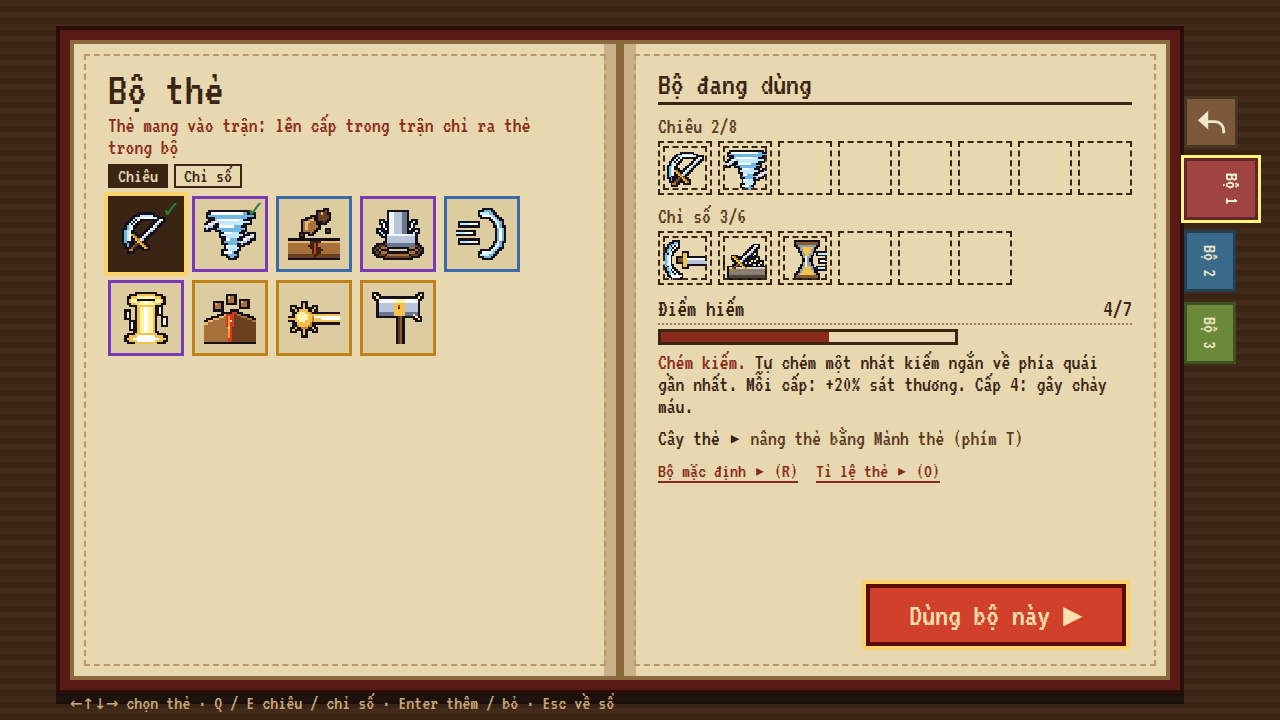 Bộ thẻ
Thẻ mang vào trận: lên cấp trong trận chỉ ra thẻ
trong bộ
Chiêu
Chỉ số
Bộ đang dùng
Chiêu 2/8
Chỉ số 3/6
Điểm hiếm 4/7
Chém kiếm. Tự chém một nhát kiếm ngắn về phía quái
gần nhất. Mỗi cấp: +20% sát thương. Cấp 4: gây chảy
máu.
Cây thẻ ► nâng thẻ bằng Mảnh thẻ (phím T)
Bộ mặc định ► (R) Tỉ lệ thẻ ► (O)
Dùng bộ này ►
Bộ 1
Bộ 2
Bộ 3
←↑↓→ chọn thẻ · Q / E chiêu / chỉ số · Enter thêm / bỏ · Esc về sổ